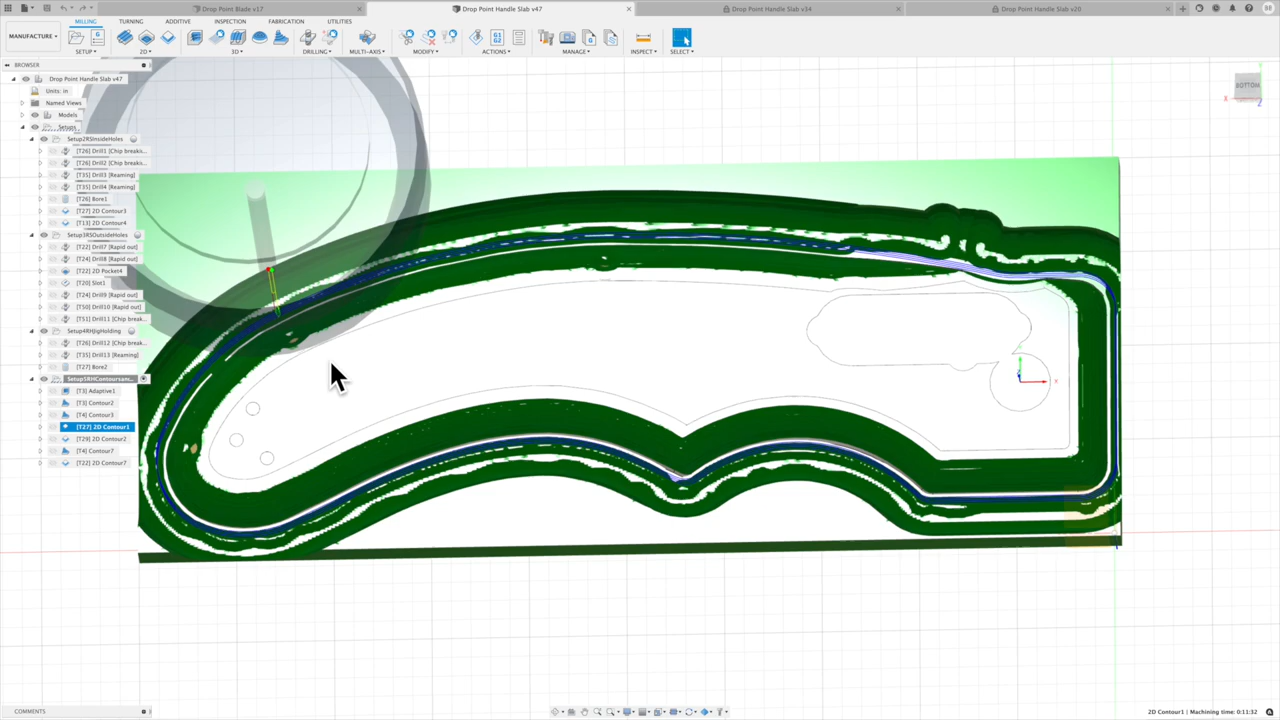 Drop Point Blade v17
Drop Point Handle Slab v47
Drop Point Handle Slab v34
Drop Point Handle Slab v20
MILLING
TURNING
ADDITIVE
INSPECTION
FABRICATION
UTILITIES
MANUFACTURE
SETUP
2D
3D
DRILLING
MULTI-AXIS
MODIFY
ACTIONS
MANAGE
INSPECT
SELECT
BROWSER
Drop Point Handle Slab v47
Units: in
Named Views
Models
Setups
Setup2RSInsideHoles
[T26] Drill1 [Chip breaki...
[T26] Drill2 [Chip breaki...
[T35] Drill3 [Reaming]
[T35] Drill4 [Reaming]
[T26] Bore1
[T27] 2D Contour3
[T13] 2D Contour4
Setup3RSOutsideHoles
[T22] Drill7 [Rapid out]
[T22] Drill8 [Rapid out]
[T22] 2D Pocket4
[T20] Slot1
[T24] Drill9 [Rapid out]
[T50] Drill10 [Rapid out]
[T51] Drill11 [Chip break...
Setup4RHJigHolding
[T26] Drill12 [Chip break...
[T35] Drill13 [Reaming]
[T27] Bore2
[T3] Adaptive1
[T3] Contour2
[T4] Contour3
[T27] 2D Contour1
[T29] 2D Contour2
[T4] Contour7
[T22] 2D Contour7
BOTTOM
X
X
COMMENTS
2D Contour1 | Machining time: 0:11:32